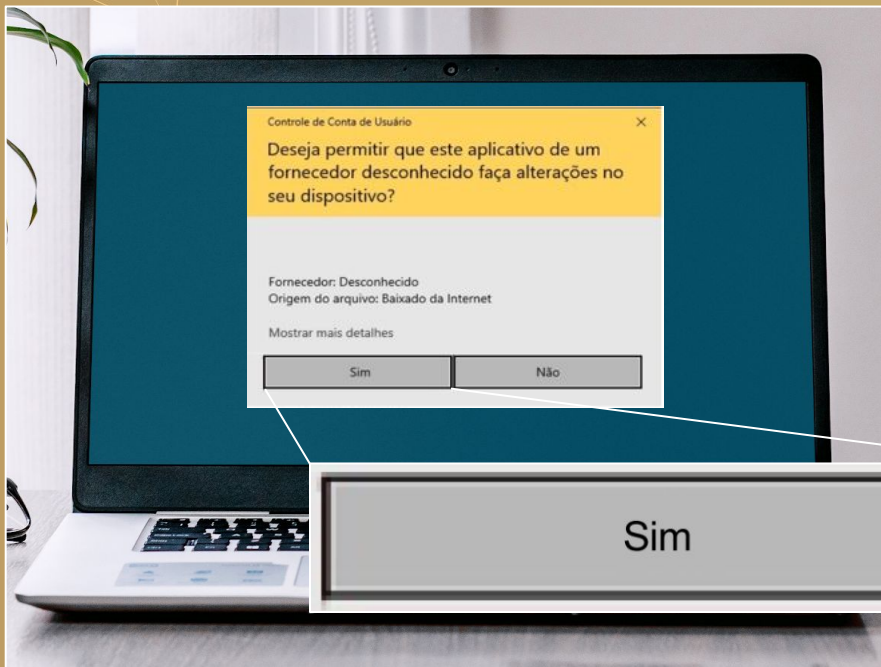 Controle de Conta de Usuário
Deseja permitir que este aplicativo de um
fornecedor desconhecido faça alterações no
seu dispositivo?
Fornecedor: Desconhecido
Origem do arquivo: Baixado da Internet
Mostrar mais detalhes
Sim
Não
Sim